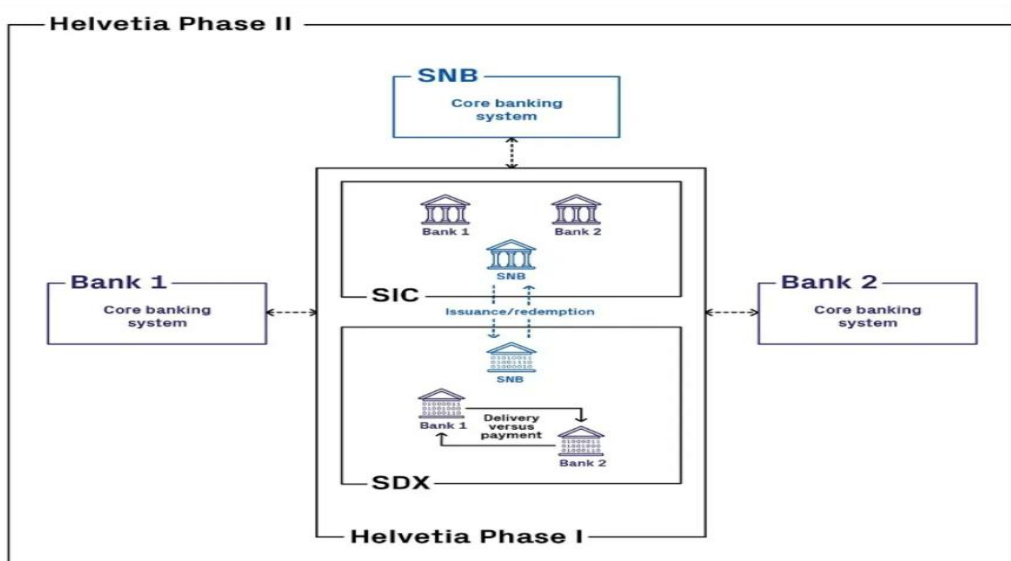 Helvetia Phase II
SNB
Core banking
system
Bank 1
Bank 2
SNB
SIC
Bank 1
Core banking
system
Bank 2
Core banking
system
Issuance/redemption
SNB
Bank 1
Delivery
versus
payment
Bank 2
SDX
Helvetia Phase I